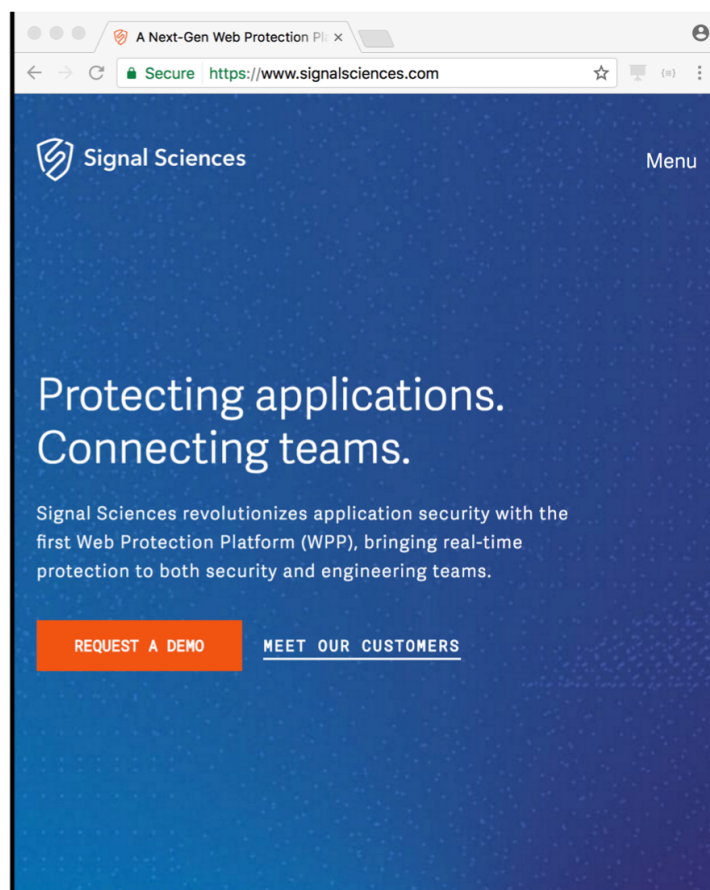 A Next-Gen Web Protection Pl
Secure https://www.signalsciences.com
Signal Sciences
Menu
Protecting applications.
Connecting teams.
Signal Sciences revolutionizes application security with the
first Web Protection Platform (WPP), bringing real-time
protection to both security and engineering teams.
REQUEST A DEMO MEET OUR CUSTOMERS